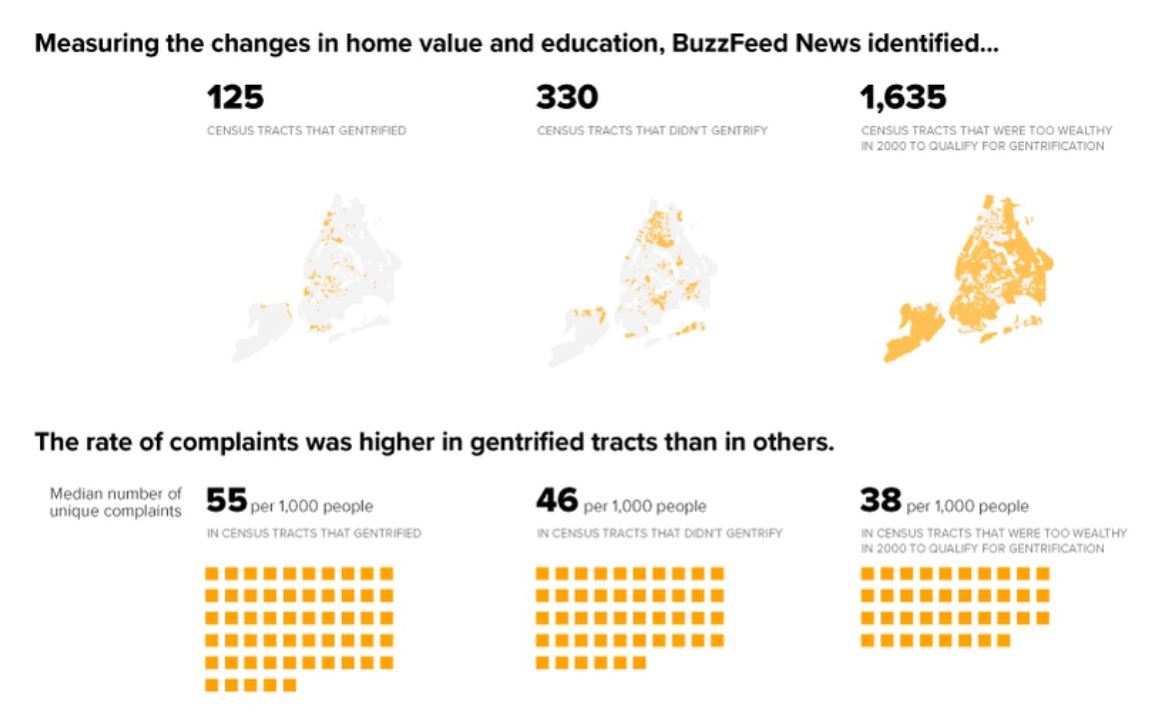 Measuring the changes in home value and education, BuzzFeed News identified...
125
CENSUS TRACTS THAT GENTRIFIED
330
CENSUS TRACTS THAT DIDN'T GENTRIFY
1,635
CENSUS TRACTS THAT WERE TOO WEALTHY
IN 2000 TO QUALIFY FOR GENTRIFICATION
The rate of complaints was higher in gentrified tracts than in others.
Median number of
unique complaints
55 per 1,000 people
IN CENSUS TRACTS THAT GENTRIFIED
46 per 1,000 people
IN CENSUS TRACTS THAT DIDN'T GENTRIFY
38 per 1,000 people
IN CENSUS TRACTS THAT WERE TOO WEALTHY
IN 2000 TO QUALIFY FOR GENTRIFICATION